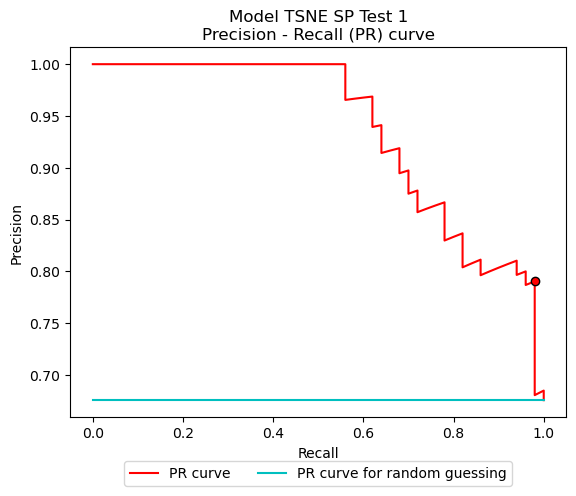 Model TSNE SP Test 1
Precision - Recall (PR) curve
Precision
1.00
0.95
0.90
0.85
0.80
0.75
0.70
0.0 0.2 0.4 0.6 0.8 1.0
Recall
PR curve PR curve for random guessing